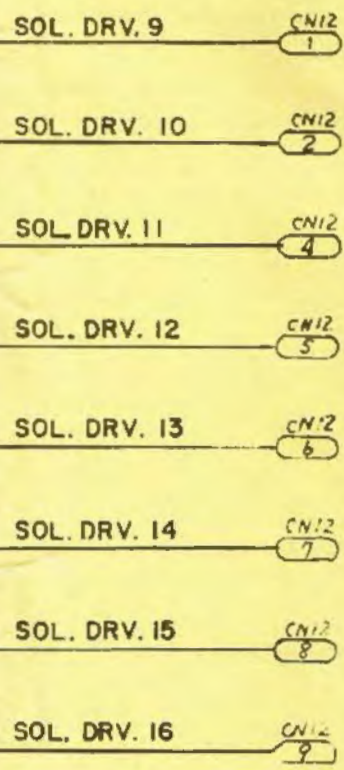 SOL. DRV. 9 CN12
1
SOL. DRV. 10 CN12
2
SOL. DRV. 11 CN12
4
SOL. DRV. 12 CN12
5
SOL. DRV. 13 CN12
6
SOL. DRV. 14 CN12
7
SOL. DRV. 15 CN12
8
SOL. DRV. 16 CN12
9